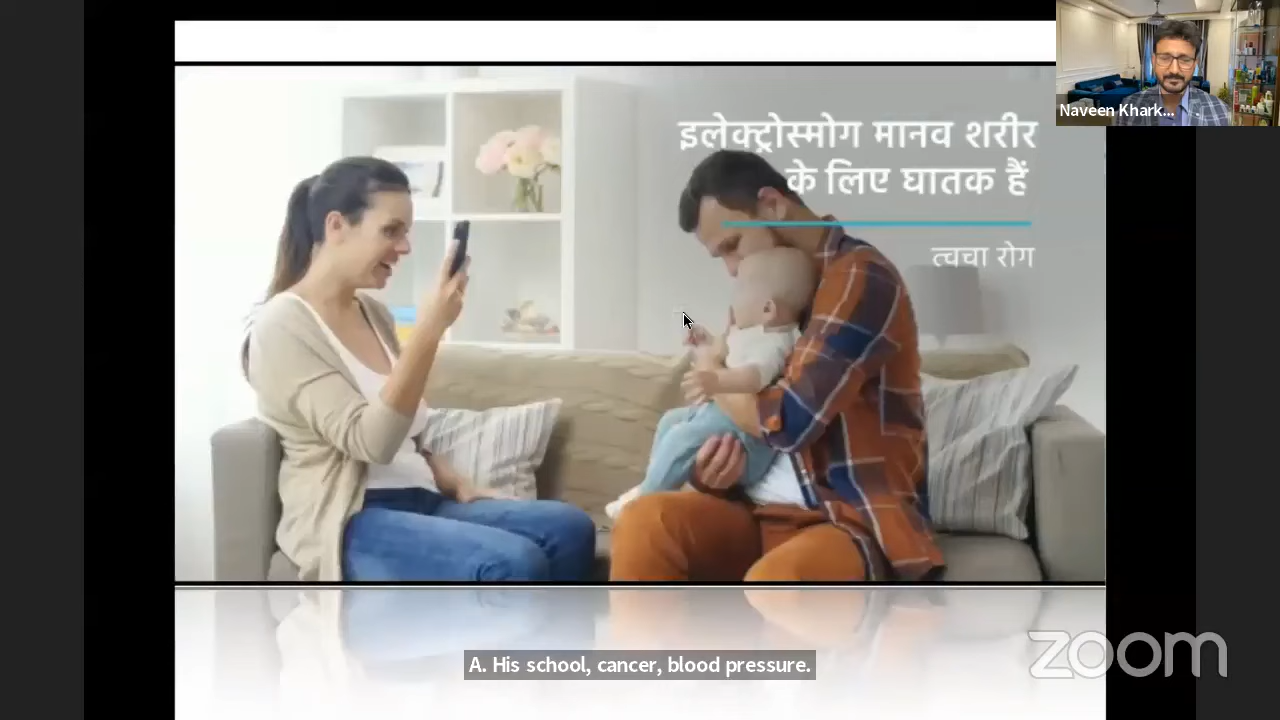 Naveen Khark...
इलेक्ट्रोस्मोग मानव शरीर
के लिए घातक हैं
त्वचा रोग
A. His school, cancer, blood pressure.
zoom